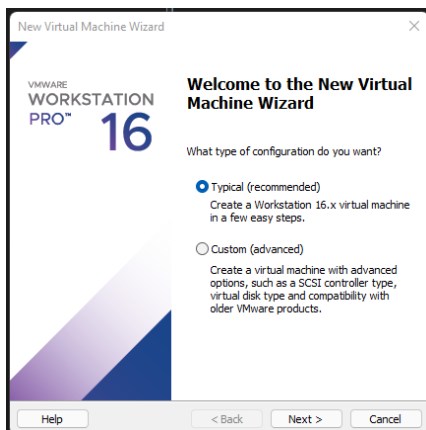 New Virtual Machine Wizard
VMWARE
WORKSTATION
PRO™ 16
Welcome to the New Virtual
Machine Wizard
What type of configuration do you want?
Typical (recommended)
Create a Workstation 16.x virtual machine
in a few easy steps.
Custom (advanced)
Create a virtual machine with advanced
options, such as a SCSI controller type,
virtual disk type and compatibility with
older VMware products.
Help < Back Next > Cancel